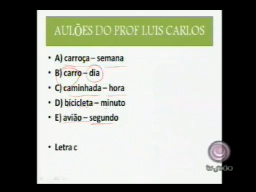 AULÕES DO PROF LUIS CARLOS
• A) carroça – semana
• B) carro – dia
• C) caminhada – hora
• D) bicicleta – minuto
• E) avião – segundo
• Letra c